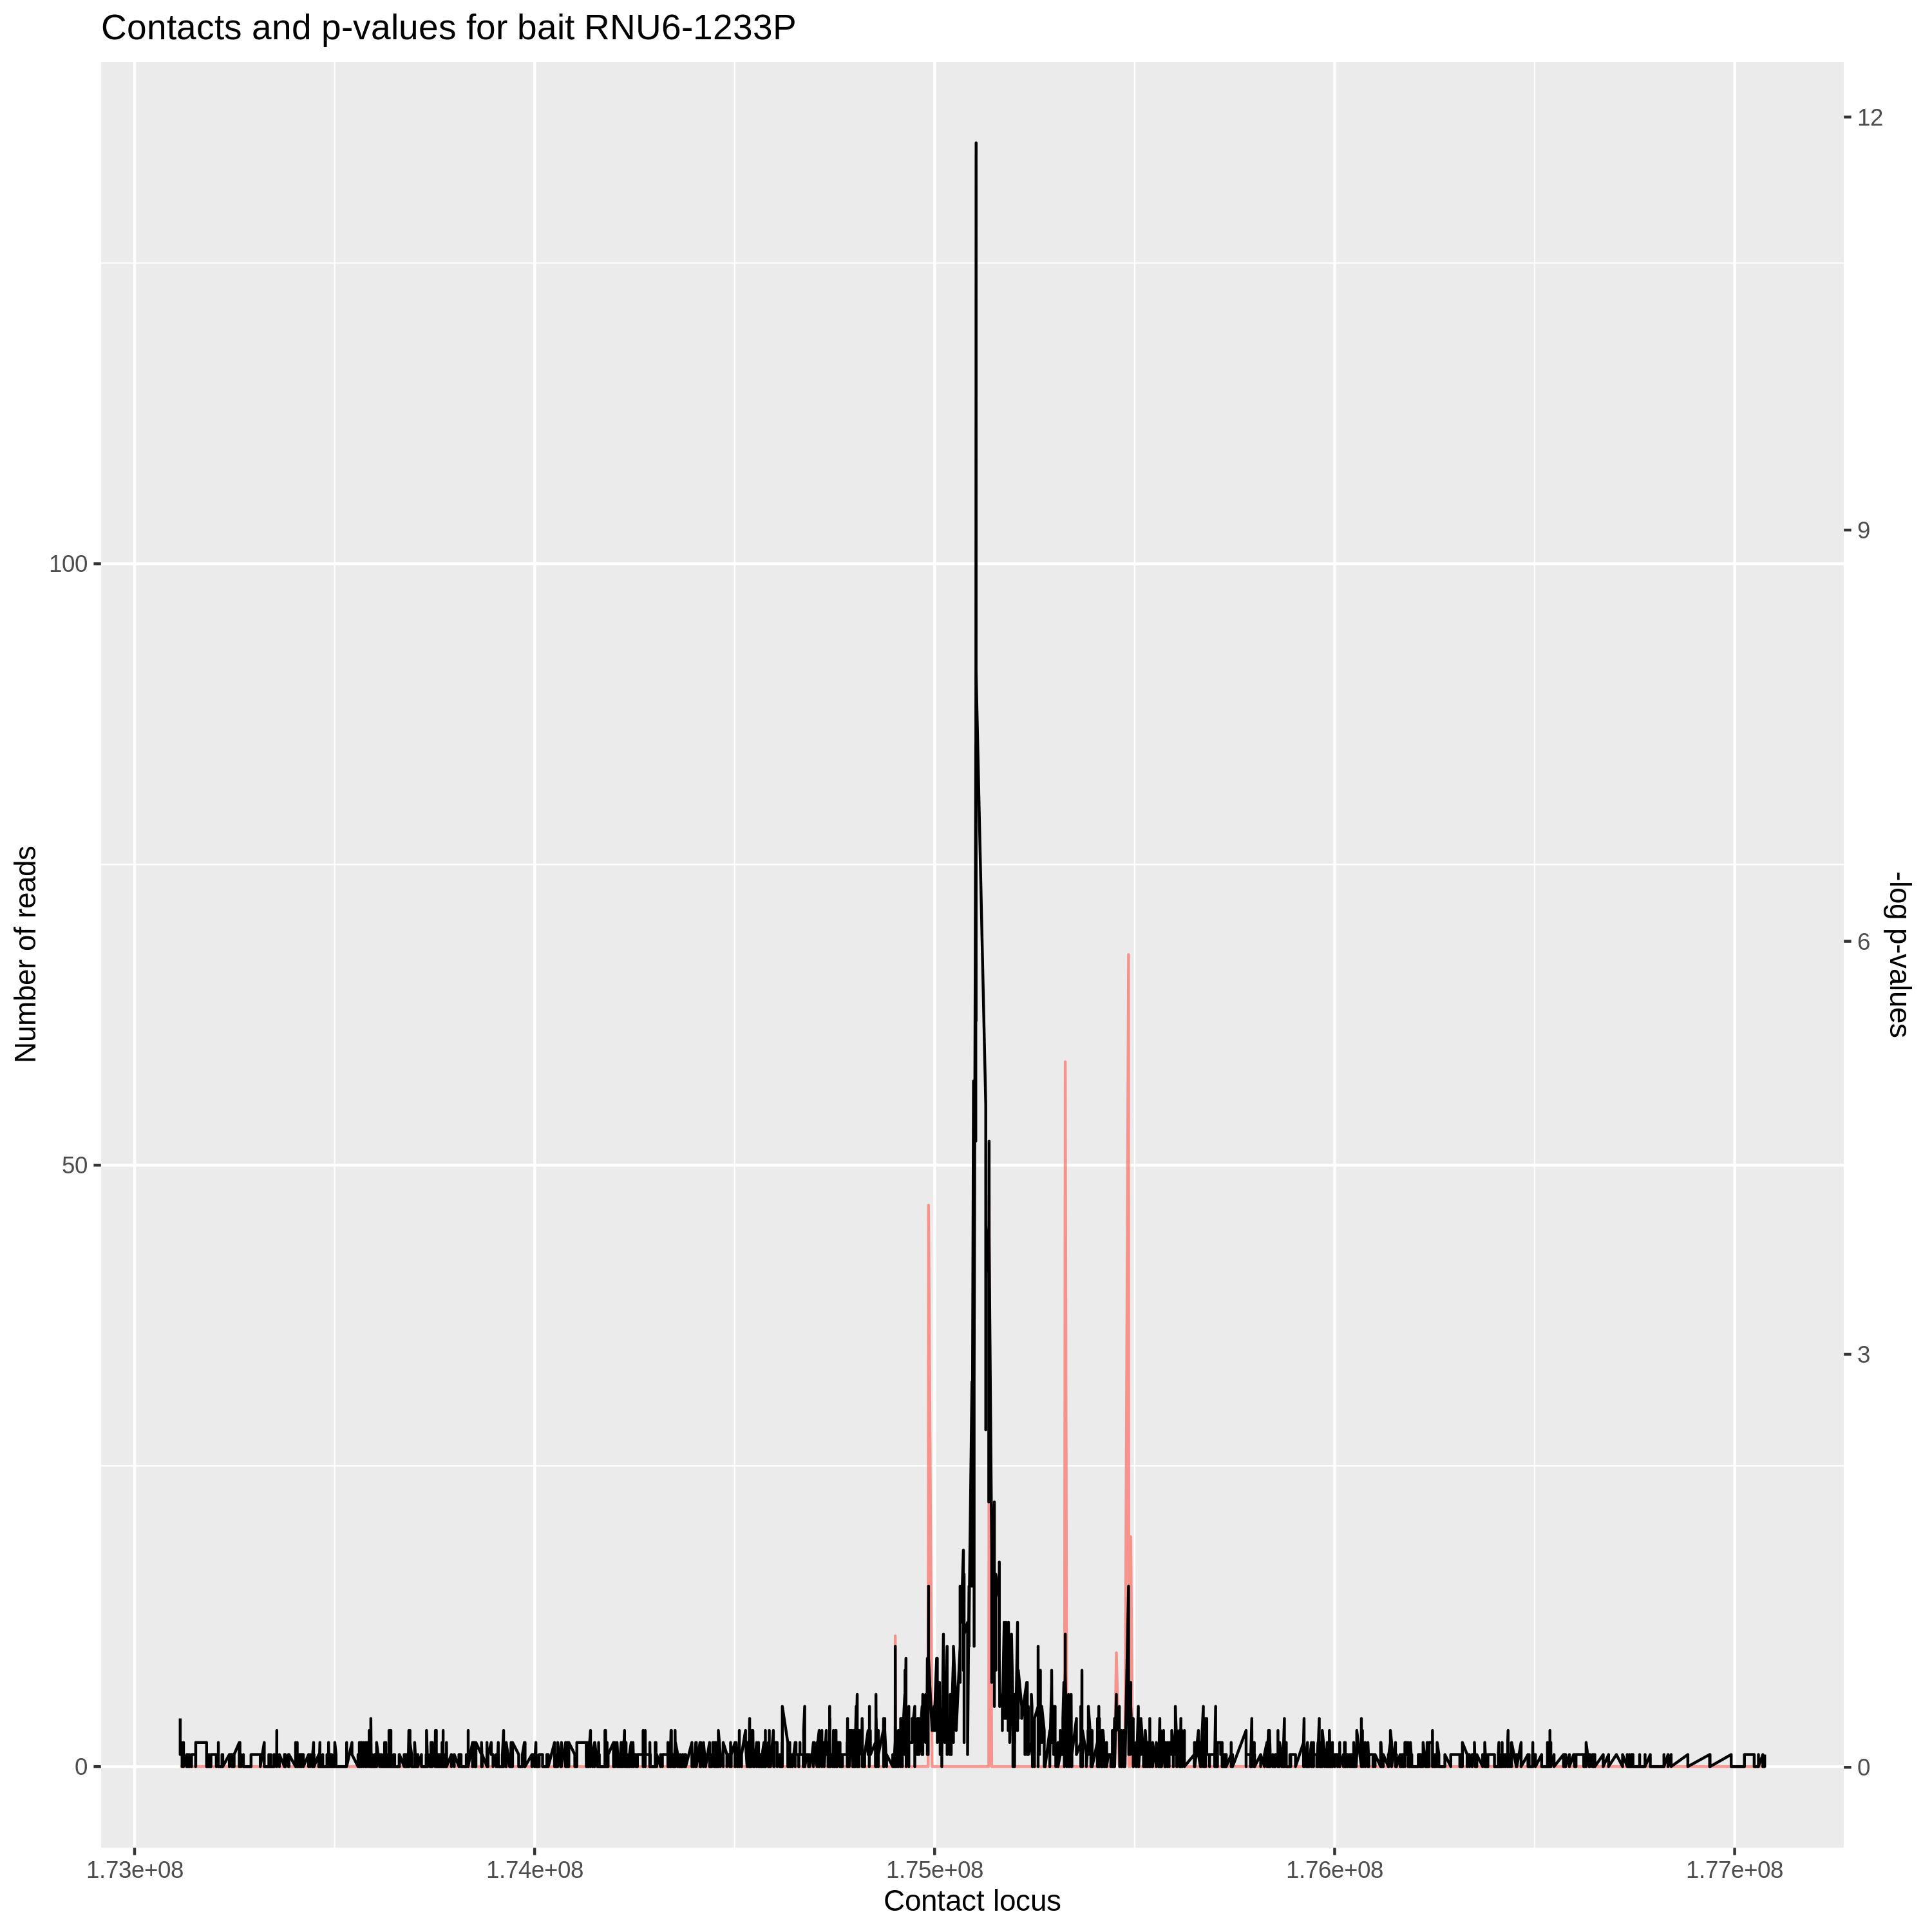 Contacts and p-values for bait RNU6-1233P
12
9
100
6
Number of reads
-log p-values
50
3
0
0
1.73e+08
1.74e+08
1.75e+08
1.76e+08
1.77e+08
Contact locus